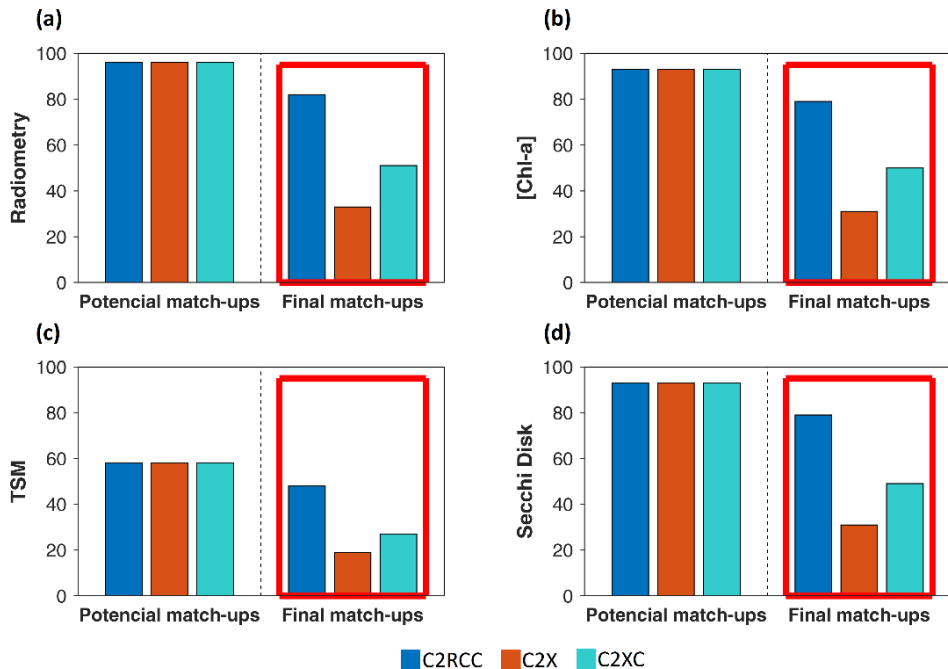 (a)
100
80
60
40
20
0
Radiometry
Potencial match-ups Final match-ups
(b)
100
80
60
40
20
0
[Chl-a]
Potencial match-ups Final match-ups
(c)
100
80
60
40
20
0
TSM
Potencial match-ups Final match-ups
(d)
100
80
60
40
20
0
Secchi Disk
Potencial match-ups Final match-ups
C2RCC C2X C2XC